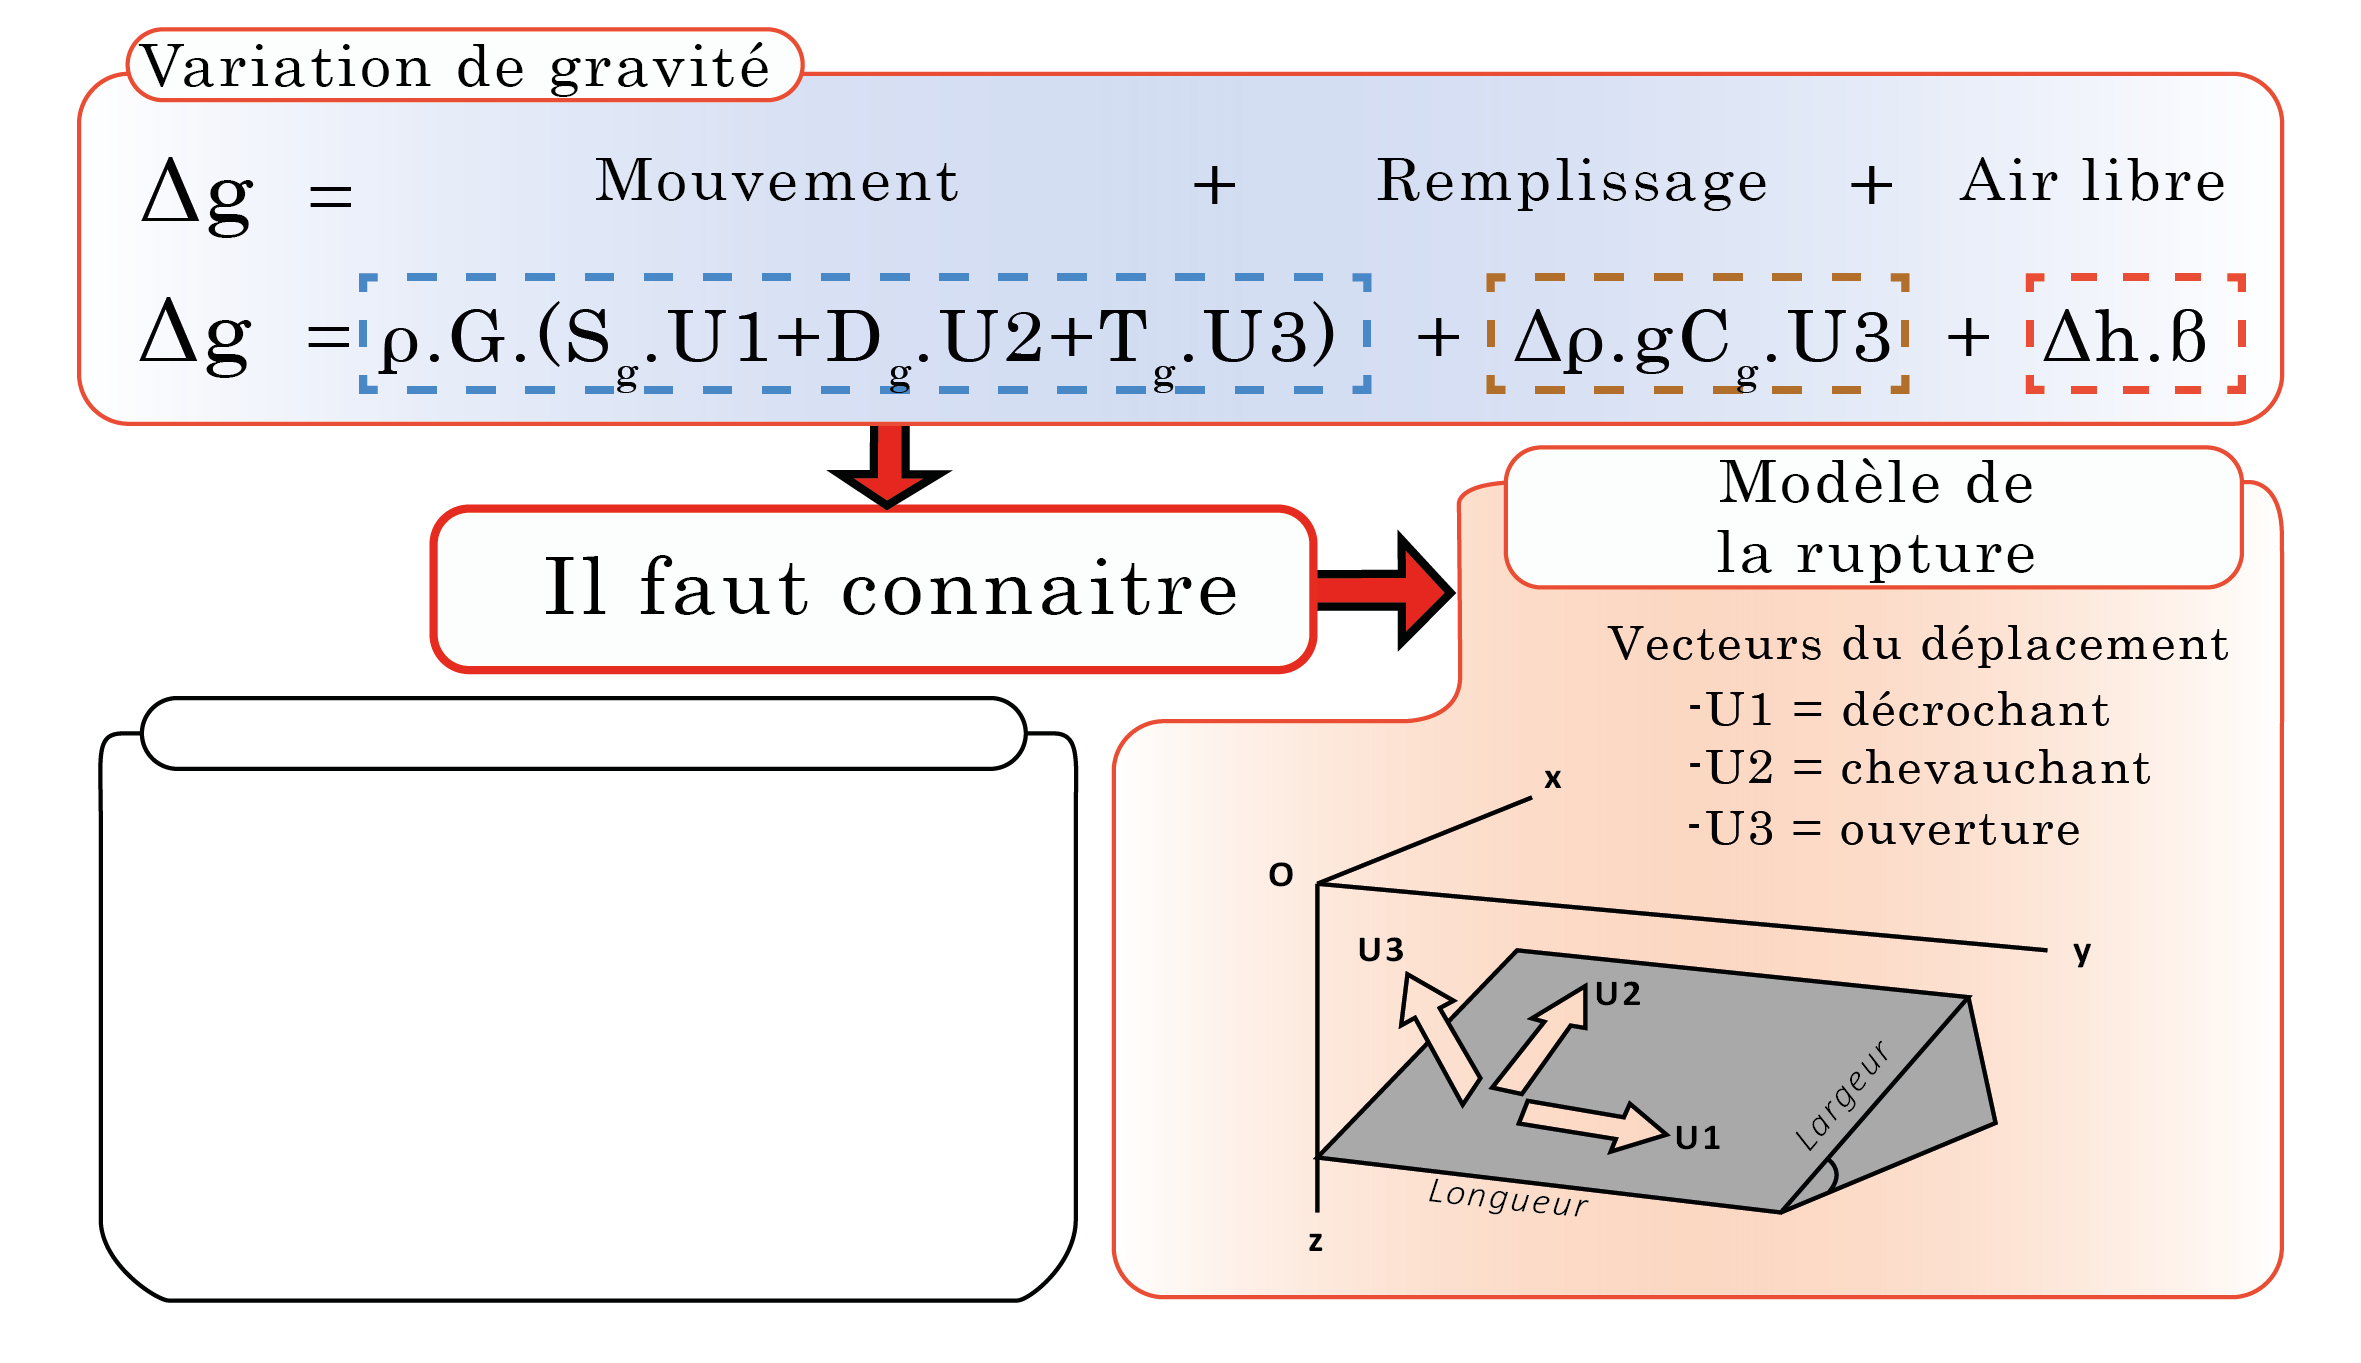 Variation de gravité
Δg = Mouvement + Remplissage + Air libre
Δg = ρ.G.(Sg.U1+Dg.U2+Tg.U3) + Δρ.gCg.U3 + Δh.β
Il faut connaitre
Modèle de
la rupture
Vecteurs du déplacement
-U1 = décrochant
-U2 = chevauchant
-U3 = ouverture
x
O
y
U3
U2
U1
Largeur
Longueur
z